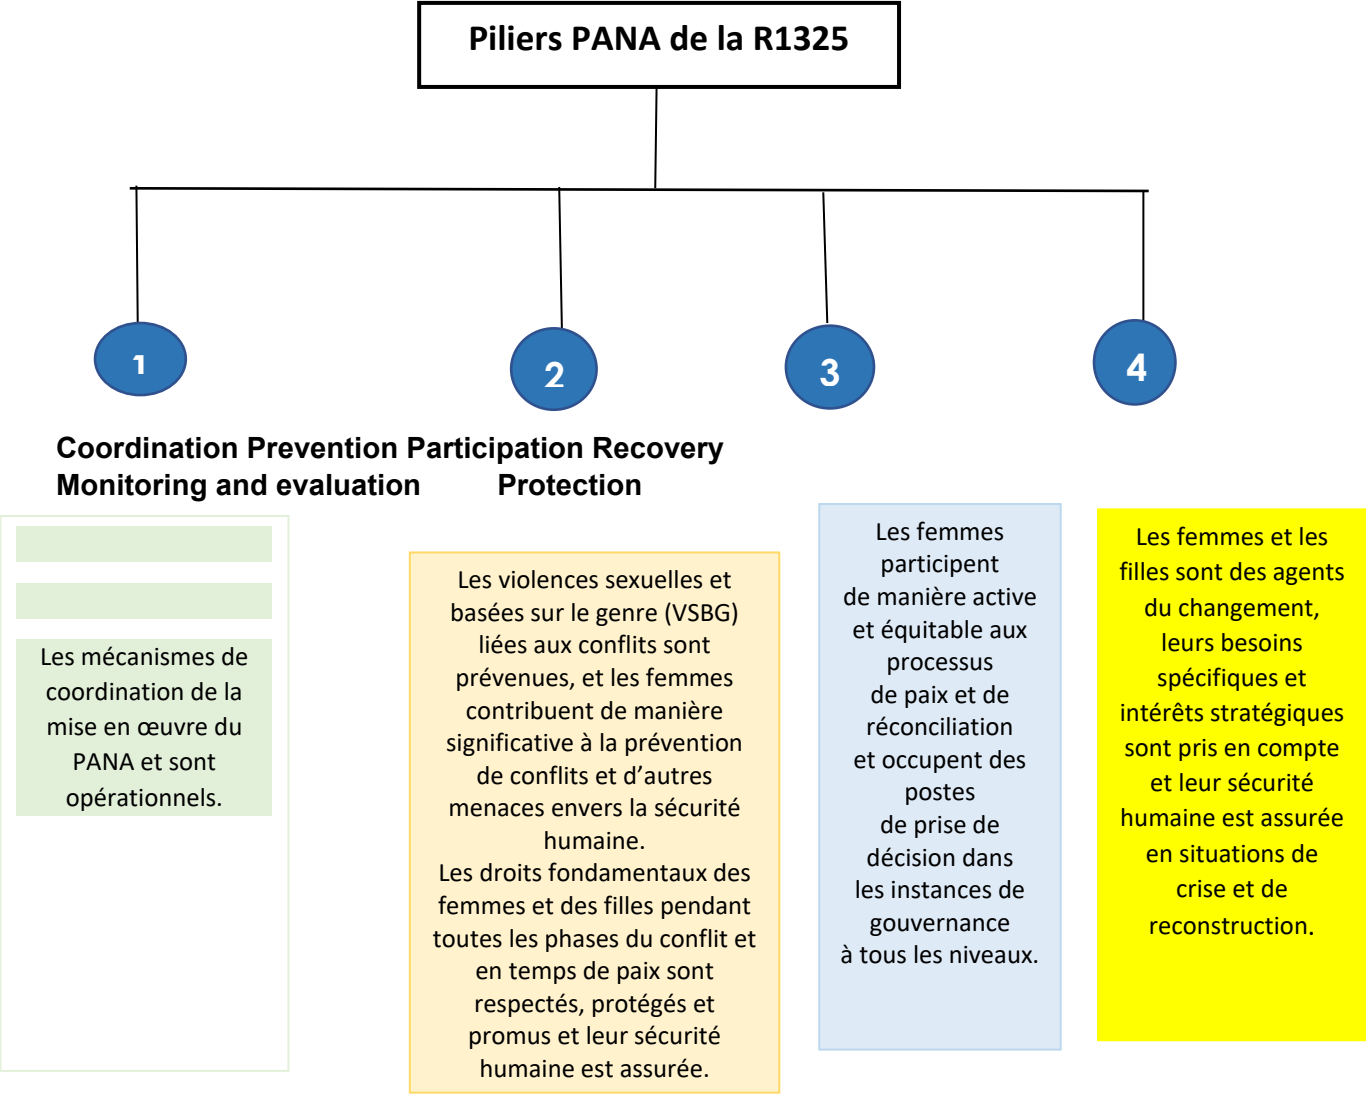 Piliers PANA de la R1325
1
2
3
4
Coordination Prevention Participation Recovery
Monitoring and evaluation Protection
Les mécanismes de
coordination de la
mise en œuvre du
PANA et sont
opérationnels.
Les violences sexuelles et
basées sur le genre (VSBG)
liées aux conflits sont
prévenues, et les femmes
contribuent de manière
significative à la prévention
de conflits et d’autres
menaces envers la sécurité
humaine.
Les droits fondamentaux des
femmes et des filles pendant
toutes les phases du conflit et
en temps de paix sont
respectés, protégés et
promus et leur sécurité
humaine est assurée.
Les femmes
participent
de manière active
et équitable aux
processus
de paix et de
réconciliation
et occupent des
postes
de prise de
décision dans
les instances de
gouvernance
à tous les niveaux.
Les femmes et les
filles sont des agents
du changement,
leurs besoins
spécifiques et
intérêts stratégiques
sont pris en compte
et leur sécurité
humaine est assurée
en situations de
crise et de
reconstruction.